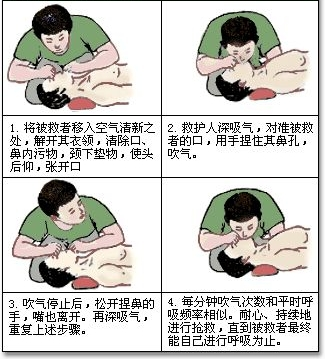 1. 将被救者移入空气清新之
处，解开其衣领，清除口、
鼻内污物，颈下垫物，使头
后仰，张开口
2. 救护人深吸气，对准被救
者的口，用手捏住其鼻孔，
吹气。
3. 吹气停止后，松开捏鼻的
手，嘴也离开。再深吸气，
重复上述步骤。
4. 每分钟吹气次数和平时呼
吸频率相似。耐心、持续地
进行抢救，直到被救者最终
能自己进行呼吸为止。